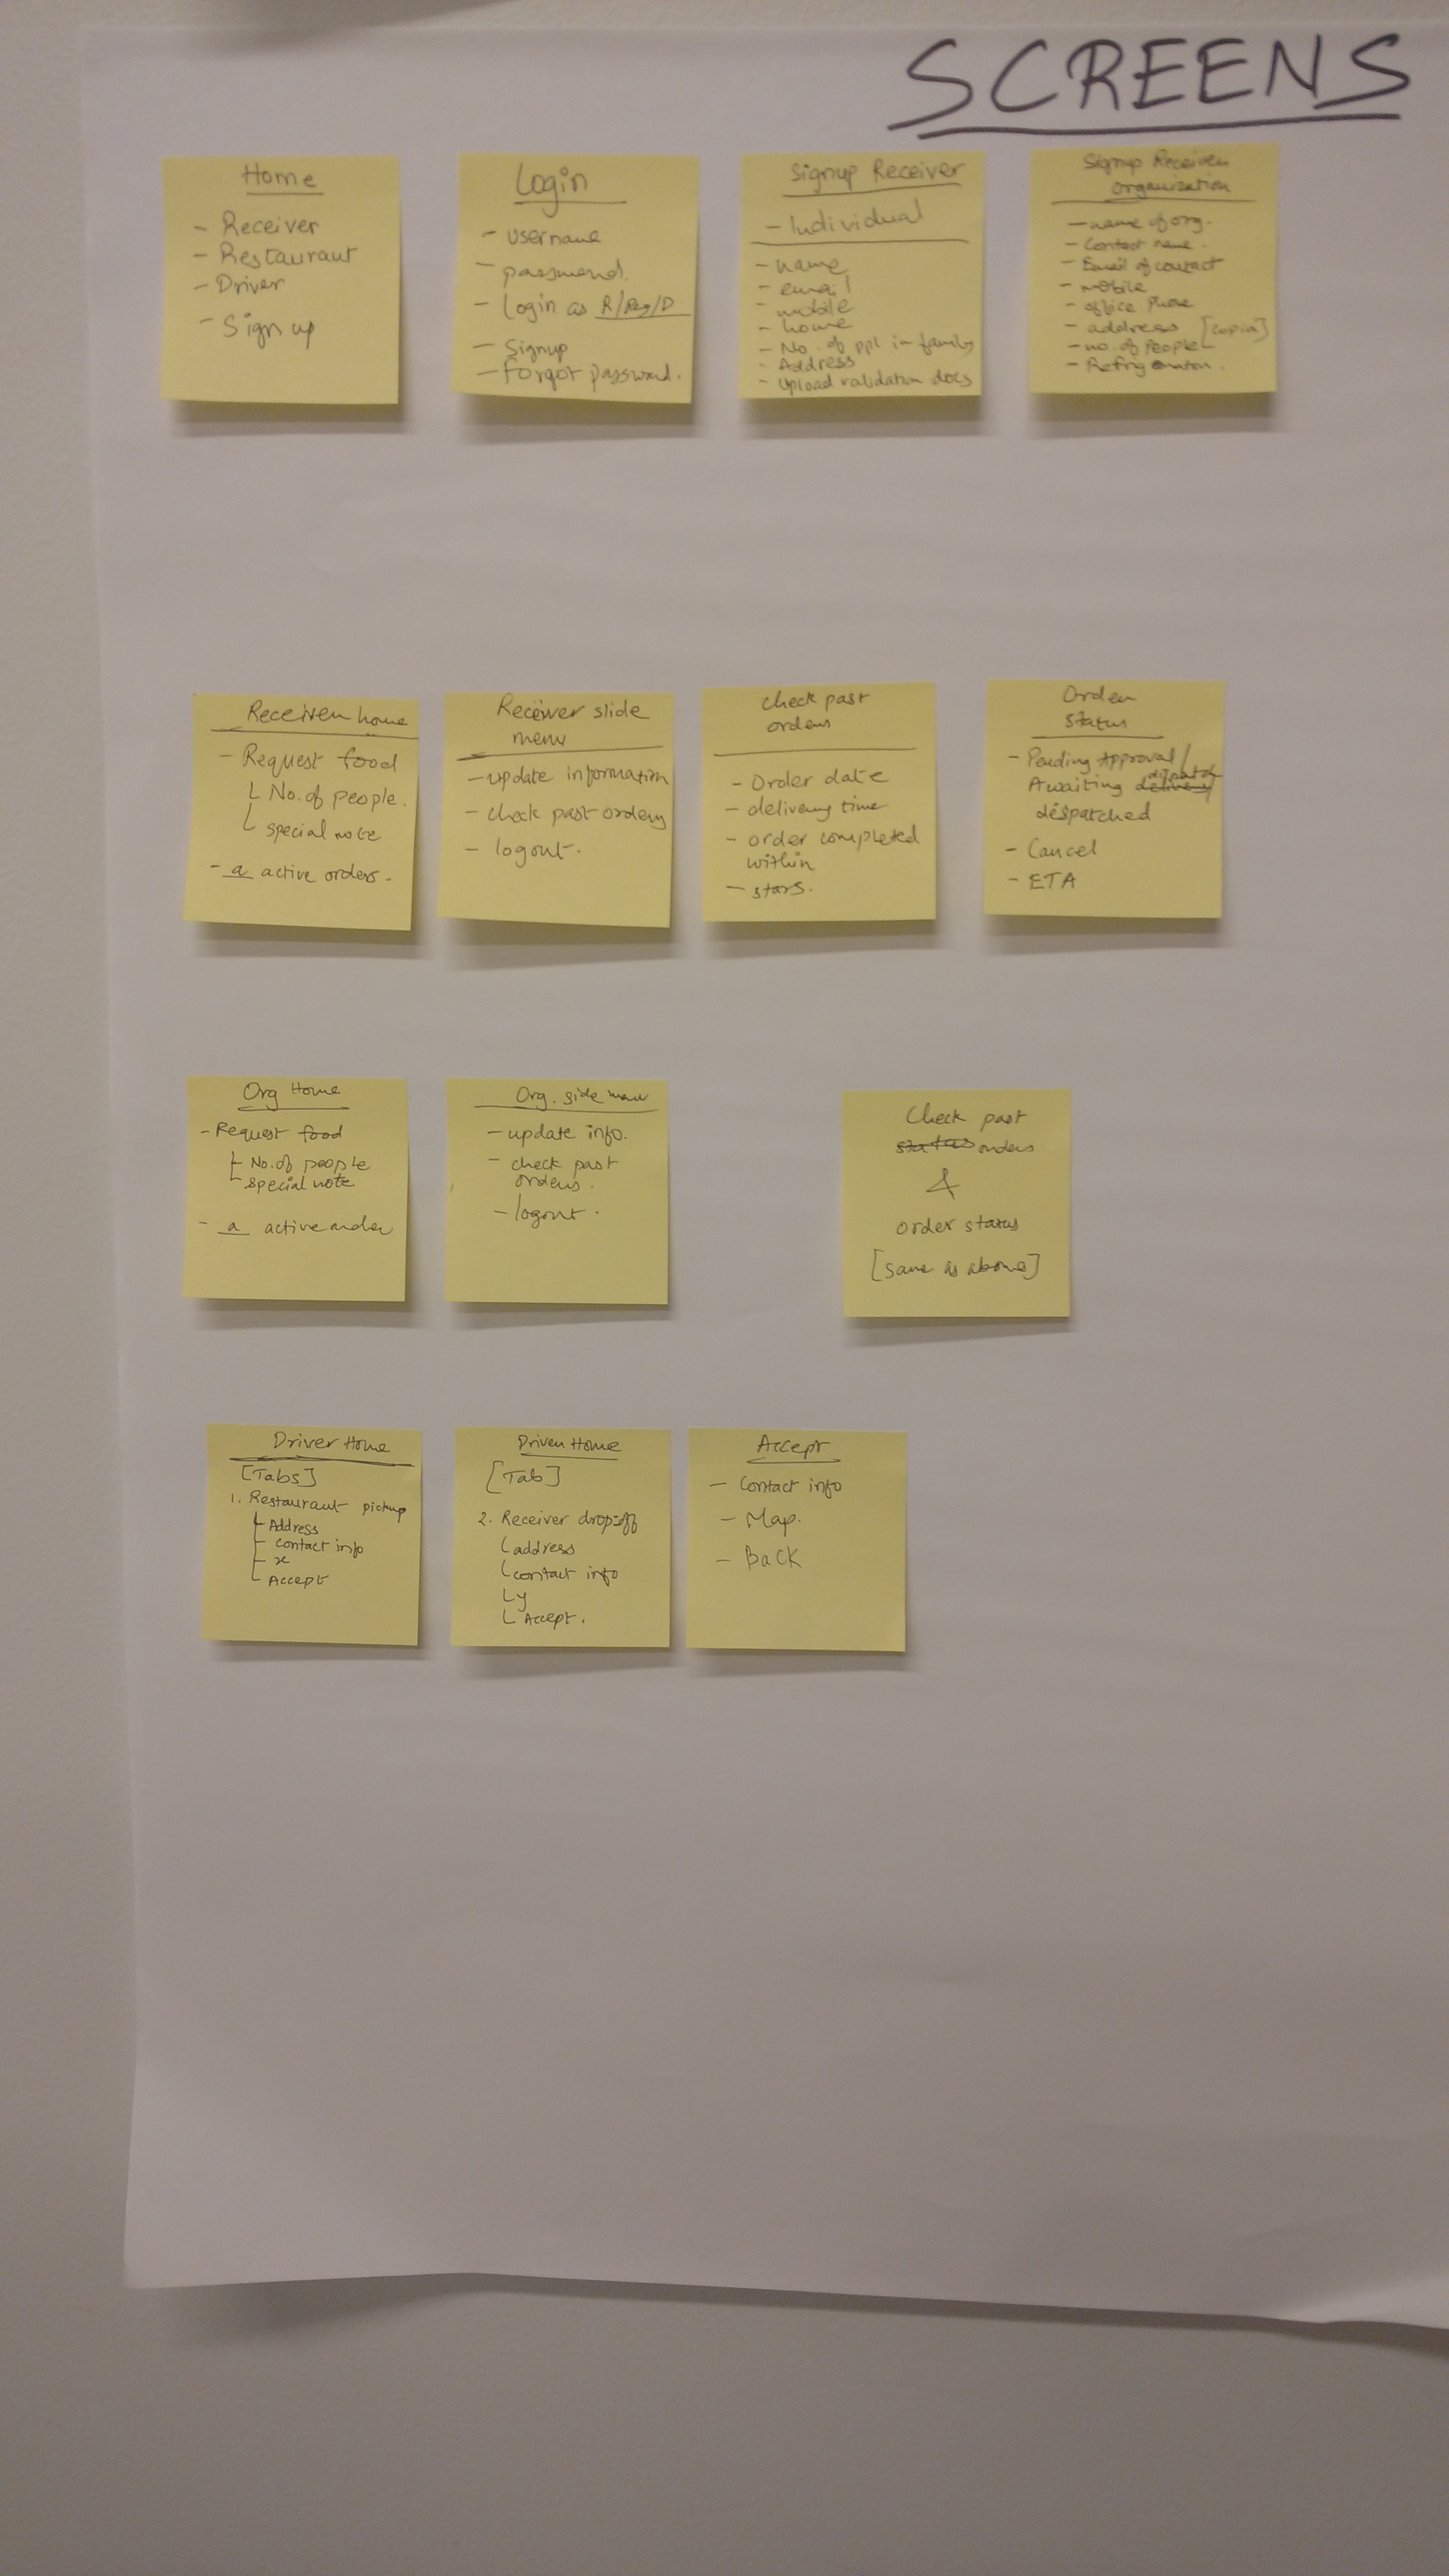 SCREENS
Home
- Receiver
- Restaurant
- Driver
- Sign up
Login
- username
- password.
- Login as R/Reg/D
- Signup
- Forgot password.
Signup Receiver
- Individual
- name
- email
- mobile
- home
- No. of ppl in family
- Address
- Upload validation docs
Signup Receiver
organization
- name of org.
- Contact name.
- Email of contact
- mobile
- office phone
- address [copia]
- no. of people
- Refrigeration.
Receiver home
- Request food
No. of people.
special note
- a active orders.
Receiver slide
menu
- update information
- check past orders
- logout.
Check past
orders
- Order date
- delivery time
- order completed
within
- stars.
Order
status
- Pending Approval/
Awaiting delivery dispatch/
despatched
- Cancel
- ETA
Org Home
- Request food
No. of people
special note
- a active order
Org. side menu
- update info.
- check past
orders.
- logout.
Check past
status orders
&
order status
[same as above]
Driver Home
[Tabs]
1. Restaurant pickup
Address
contact info
x
Accept
Driver Home
[Tab]
2. Receiver dropoff
address
contact info
y
Accept.
Accept
- Contact info
- Map.
- Back